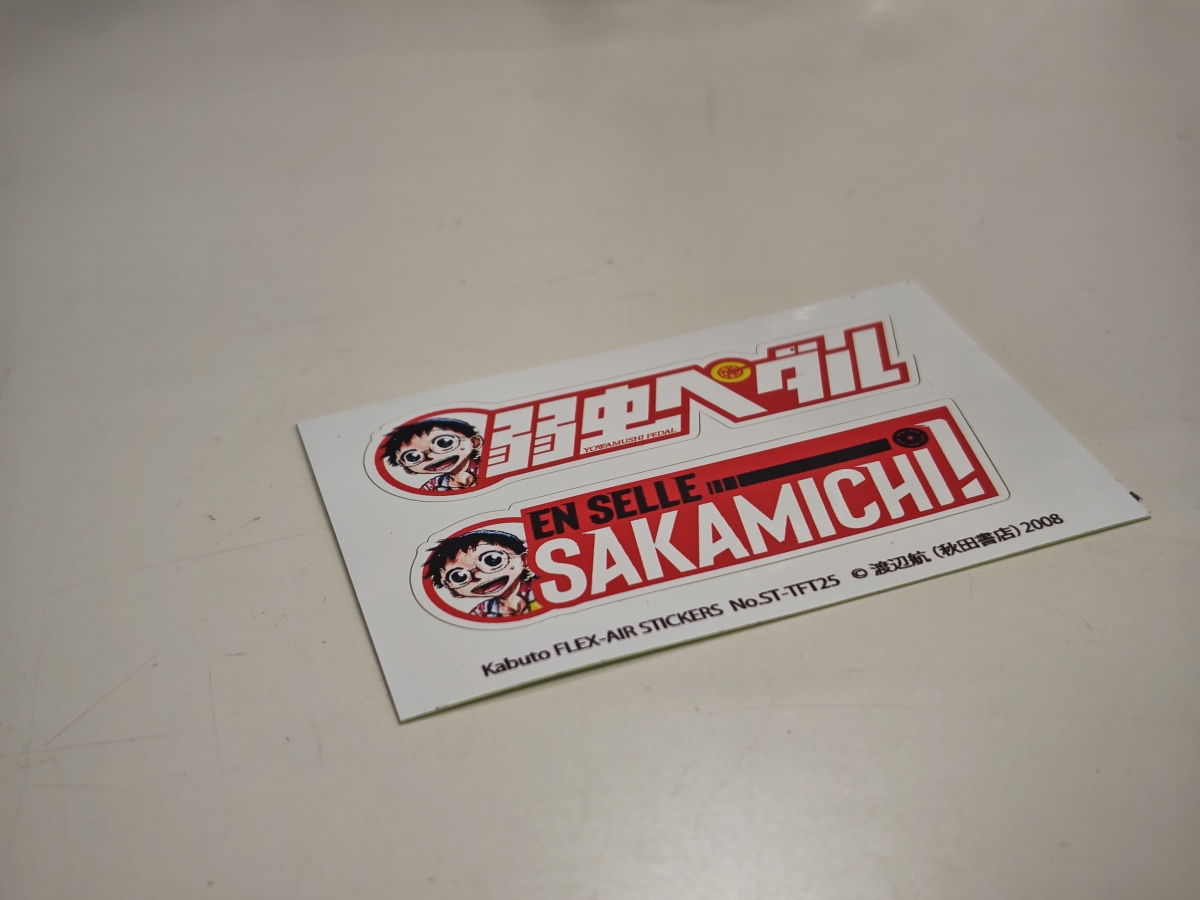 弱虫ペダル
YOWAMUSHI PEDAL
EN SELLE
SAKAMICHI!
Kabuto FLEX-AIR STICKERS No.ST-TFT25 © 渡辺航（秋田書店）2008